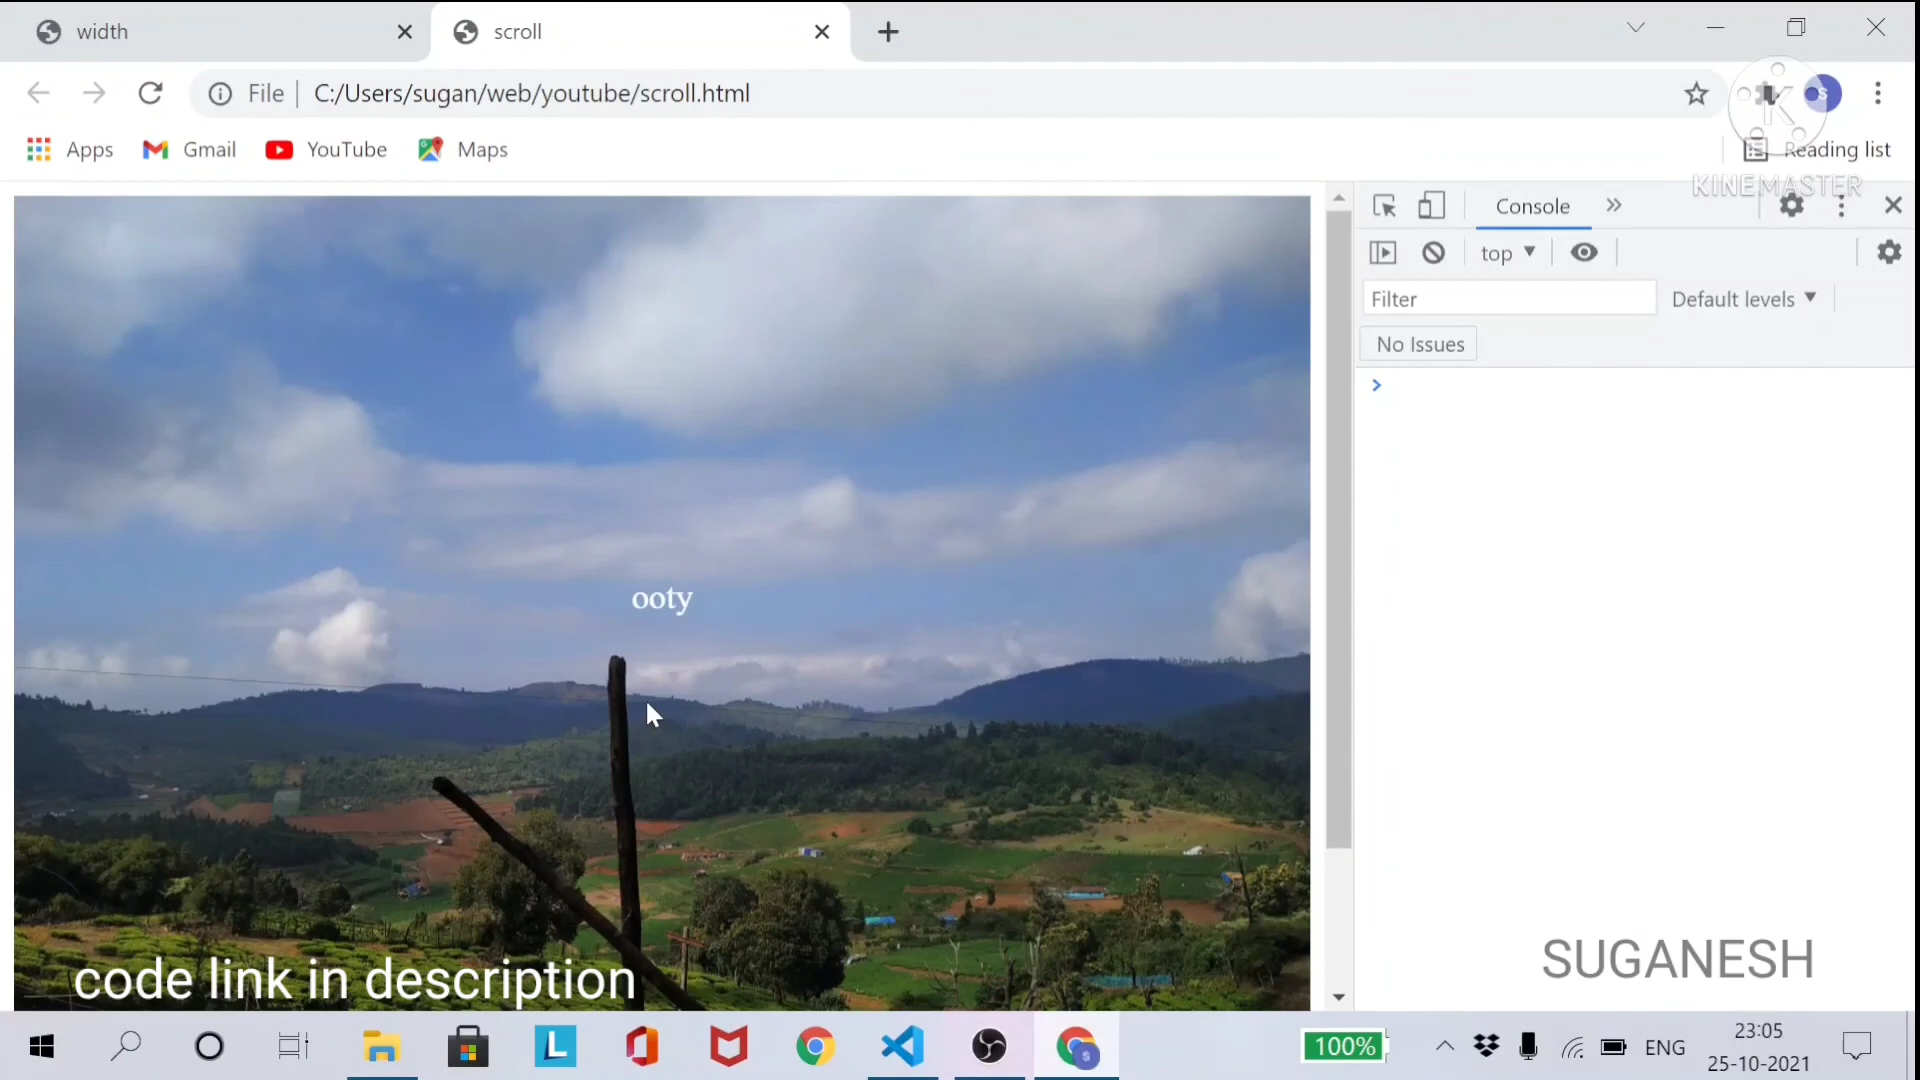 width
scroll
File
C:/Users/sugan/web/youtube/scroll.html
S
K
Apps
Gmail
YouTube
Maps
Reading list
KINEMASTER
Console
top
Filter
Default levels
No Issues
ooty
code link in description
SUGANESH
L
S
100%
ENG
23:05
25-10-2021